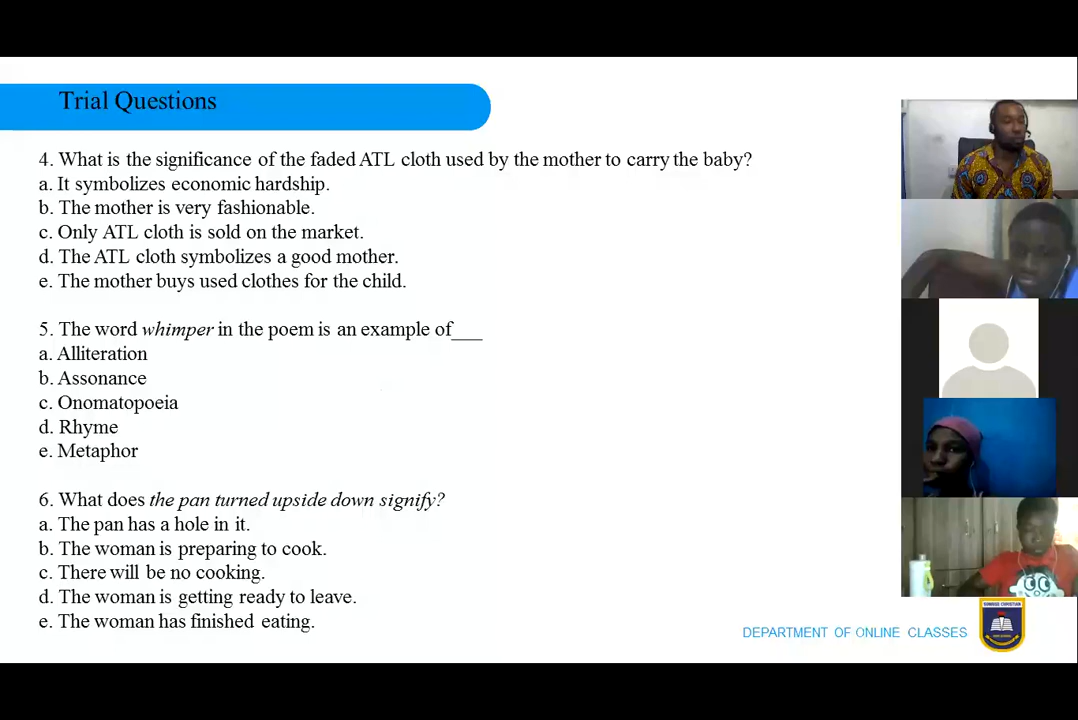 Trial Questions
4. What is the significance of the faded ATL cloth used by the mother to carry the baby?
a. It symbolizes economic hardship.
b. The mother is very fashionable.
c. Only ATL cloth is sold on the market.
d. The ATL cloth symbolizes a good mother.
e. The mother buys used clothes for the child.
5. The word whimper in the poem is an example of___
a. Alliteration
b. Assonance
c. Onomatopoeia
d. Rhyme
e. Metaphor
6. What does the pan turned upside down signify?
a. The pan has a hole in it.
b. The woman is preparing to cook.
c. There will be no cooking.
d. The woman is getting ready to leave.
e. The woman has finished eating.
DEPARTMENT OF ONLINE CLASSES